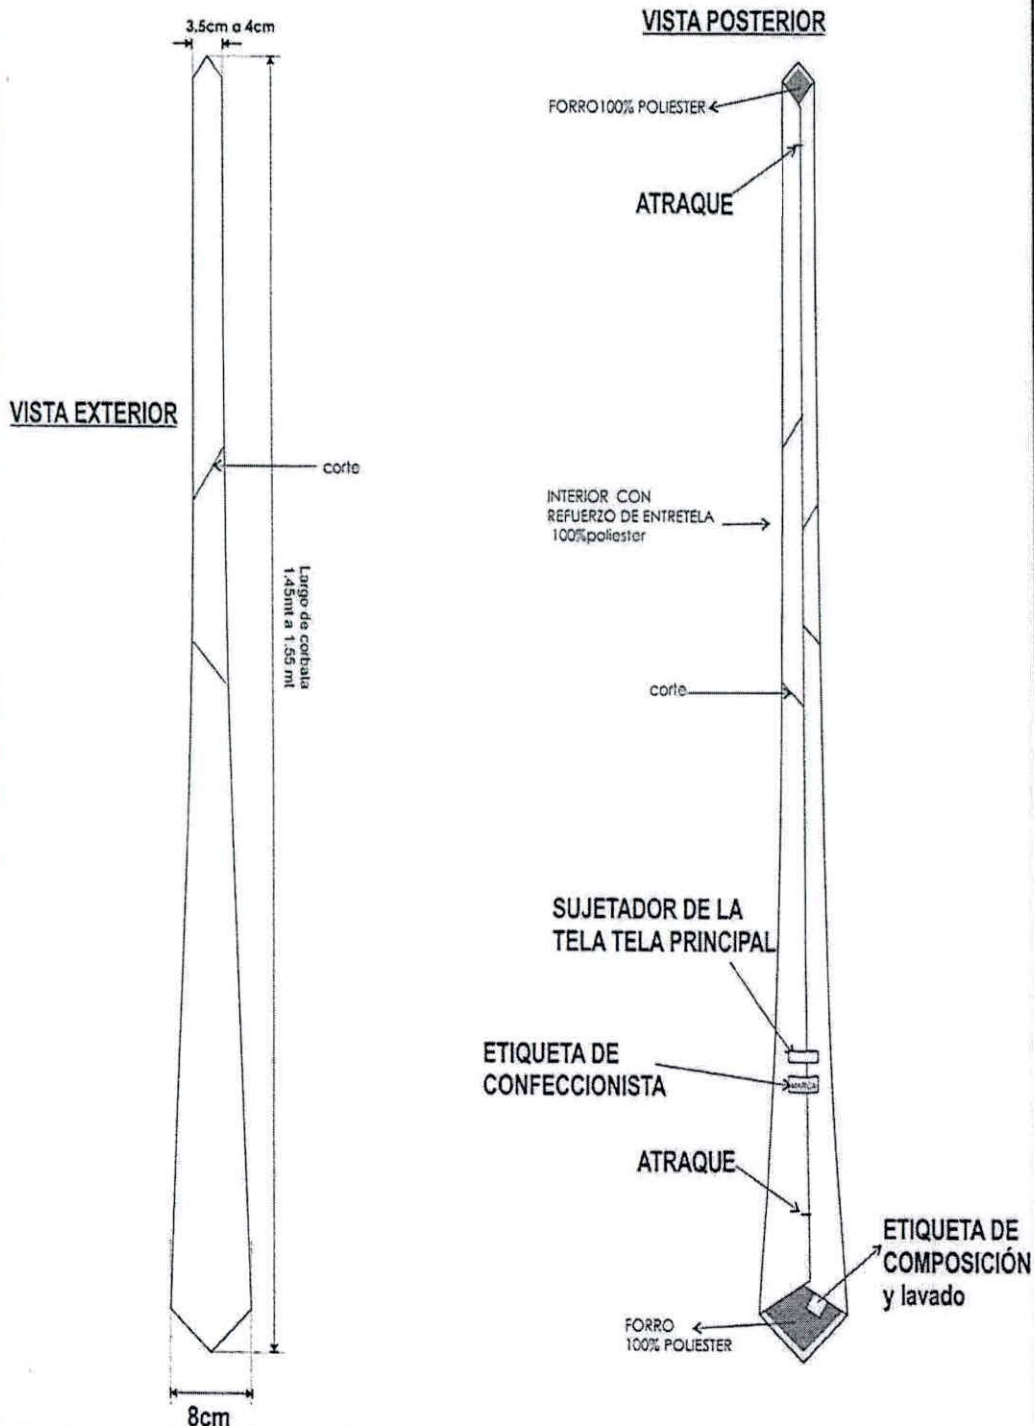 3.5cm a 4cm
VISTA EXTERIOR
corte
Largo de corbata
1.45mt a 1.55 mt
8cm
VISTA POSTERIOR
FORRO100% POLIESTER
ATRAQUE
INTERIOR CON
REFUERZO DE ENTRETELA
100%poliester
corte
SUJETADOR DE LA
TELA TELA PRINCIPAL
ETIQUETA DE
CONFECCIONISTA
MARCA
ATRAQUE
ETIQUETA DE
COMPOSICIÓN
y lavado
FORRO
100% POLIESTER